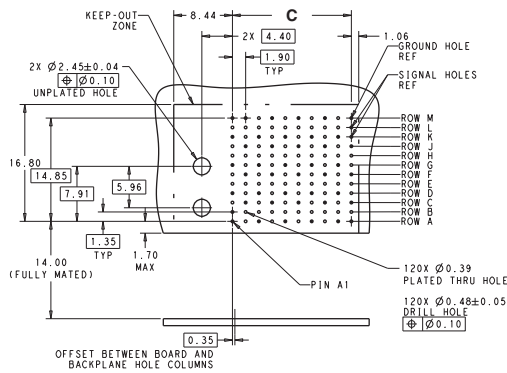 KEEP-OUT
ZONE
8.44
C
2X 4.40
1.06
1.90
TYP
GROUND HOLE
REF
SIGNAL HOLES
REF
2X Ø2.45±0.04
⌖ Ø0.10
UNPLATED HOLE
ROW M
ROW L
ROW K
ROW J
ROW H
ROW G
ROW F
ROW E
ROW D
ROW C
ROW B
ROW A
16.80
14.85
7.91
5.96
1.35
TYP
1.70
MAX
14.00
(FULLY MATED)
PIN A1
120X Ø0.39
PLATED THRU HOLE
120X Ø0.48±0.05
DRILL HOLE
⌖ Ø0.10
0.35
OFFSET BETWEEN BOARD AND
BACKPLANE HOLE COLUMNS